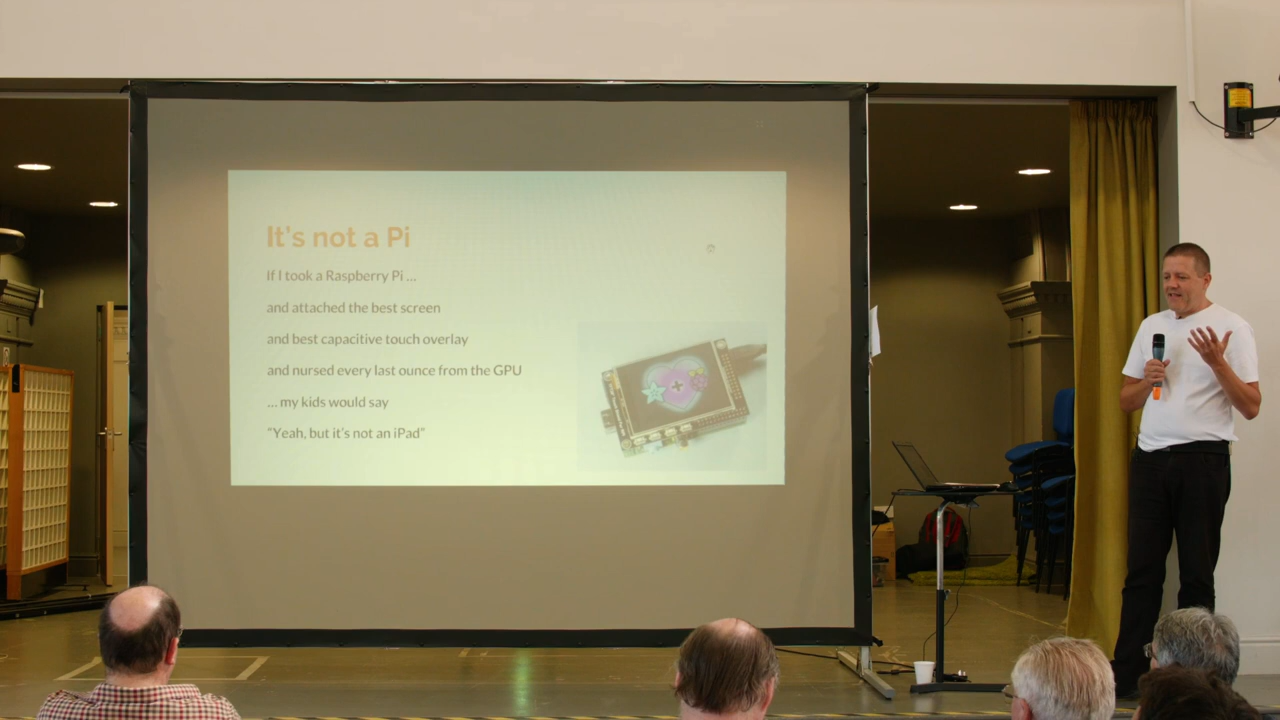 It's not a Pi
If I took a Raspberry Pi ...
and attached the best screen
and best capacitive touch overlay
and nursed every last ounce from the GPU
... my kids would say
"Yeah, but it's not an iPad"